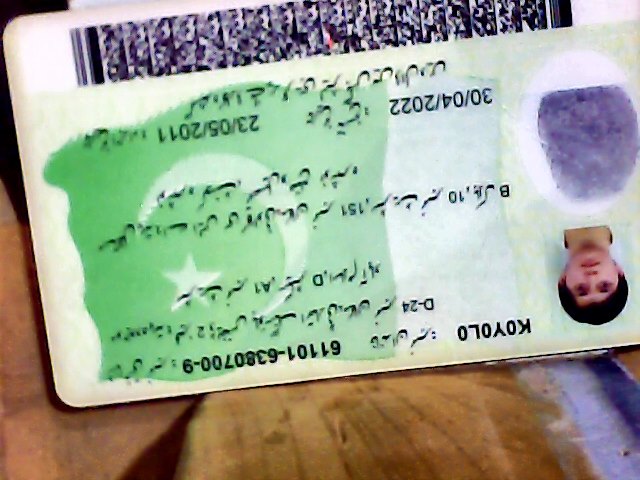 شناختی نمبر: 61101-6380700-9 خاندان نمبر: K0Y0L0
موجودہ پتہ: فیز 2 ڈیفنس ہاؤسنگ اتھارٹی، مکان نمبر D-24
سٹریٹ نمبر A1، سیکٹر D، اسلام آباد
مستقل پتہ: اے ایس سی کالونی، مکان نمبر 151، سٹریٹ نمبر 10، بلاک B
نوشہرہ کینٹ، تحصیل و ضلع نوشہرہ
تاریخ اجراء: 23/05/2011 تاریخ تنسیخ: 30/04/2022
گمشدہ کارڈ ملنے پر قریبی لیٹر بکس میں ڈال دیں